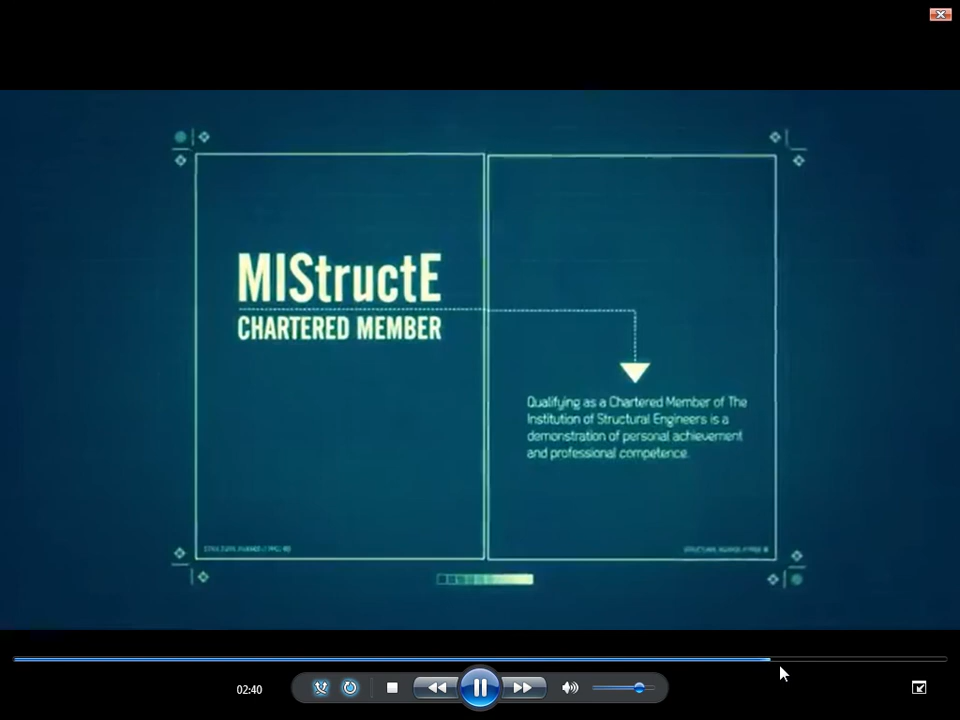 MIStructE
CHARTERED MEMBER
Qualifying as a Chartered Member of The
Institution of Structural Engineers is a
demonstration of personal achievement
and professional competence.
02:40